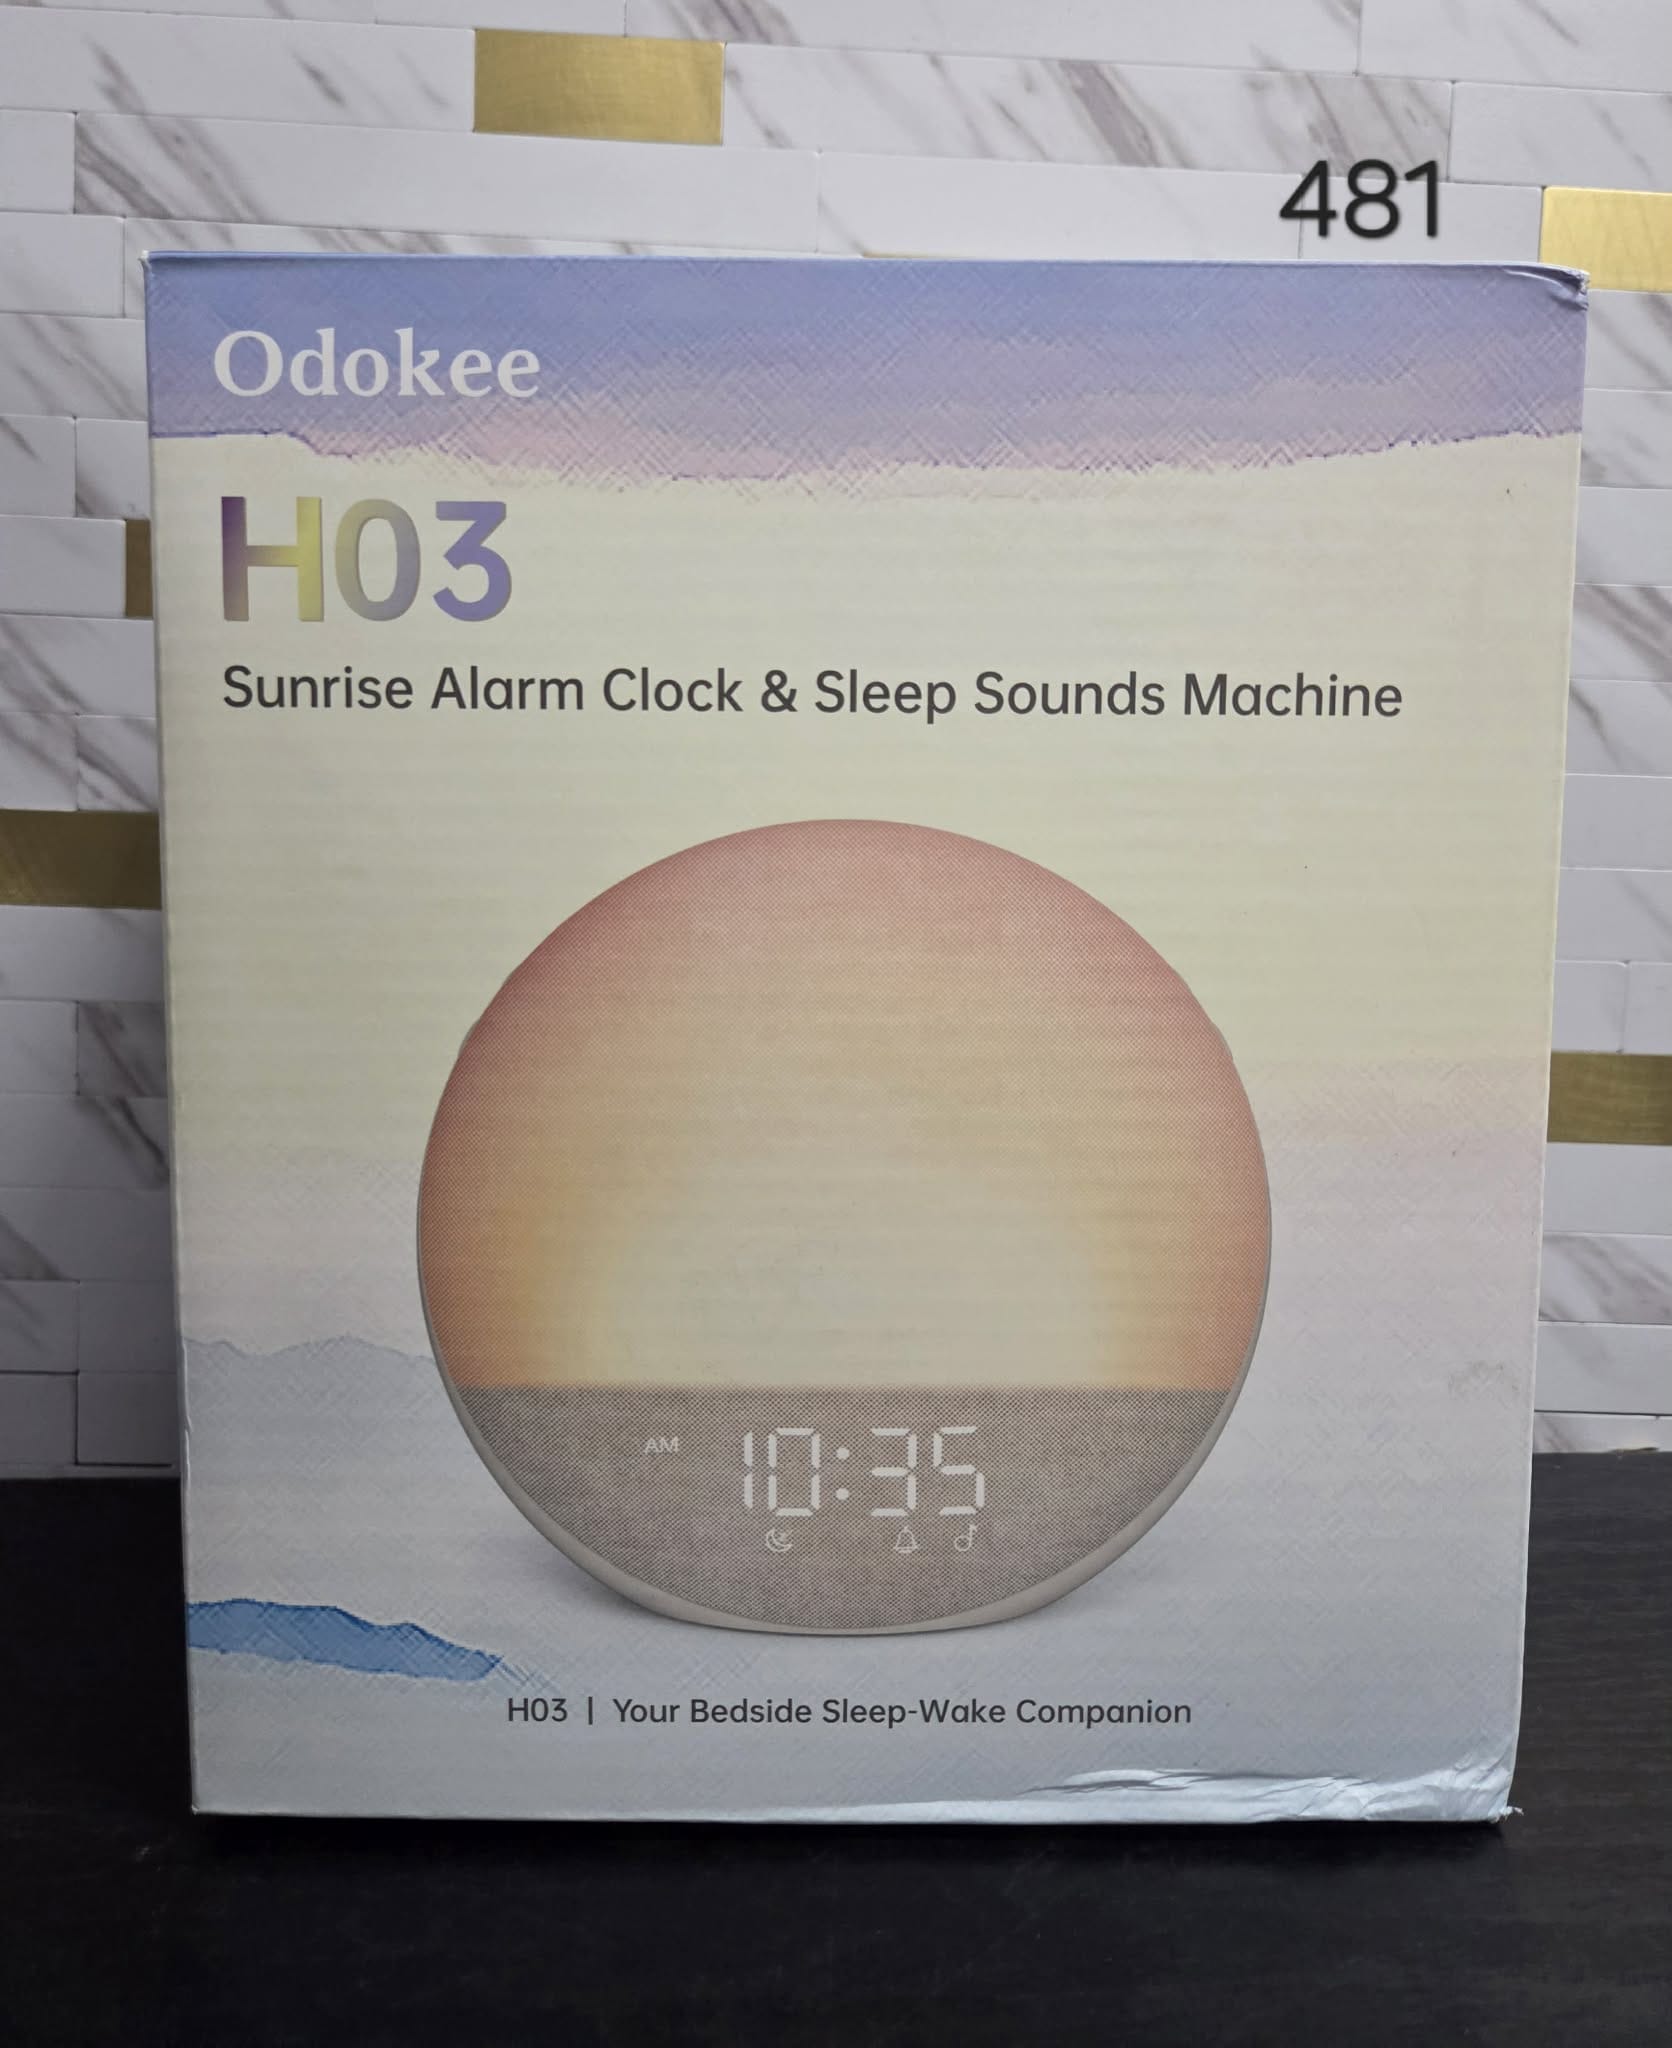 481
Odokee
H03
Sunrise Alarm Clock & Sleep Sounds Machine
AM 10:35
H03 | Your Bedside Sleep-Wake Companion